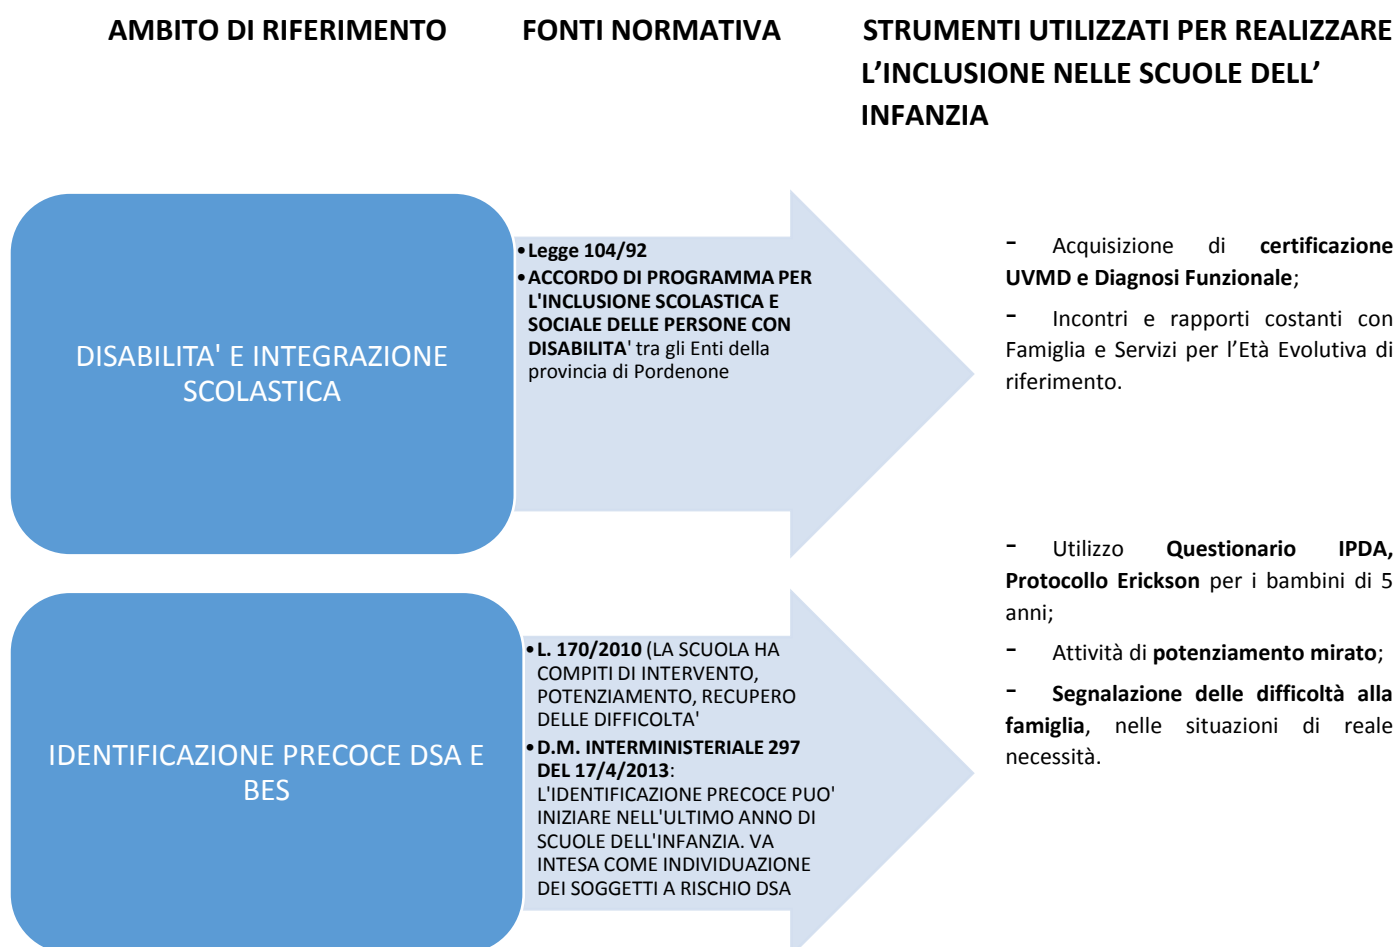 AMBITO DI RIFERIMENTO
FONTI NORMATIVA
STRUMENTI UTILIZZATI PER REALIZZARE
L’INCLUSIONE NELLE SCUOLE DELL’
INFANZIA
DISABILITA' E INTEGRAZIONE
SCOLASTICA
•Legge 104/92
•ACCORDO DI PROGRAMMA PER
L'INCLUSIONE SCOLASTICA E
SOCIALE DELLE PERSONE CON
DISABILITA' tra gli Enti della
provincia di Pordenone
- Acquisizione di certificazione
UVMD e Diagnosi Funzionale;
- Incontri e rapporti costanti con
Famiglia e Servizi per l’Età Evolutiva di
riferimento.
IDENTIFICAZIONE PRECOCE DSA E
BES
•L. 170/2010 (LA SCUOLA HA
COMPITI DI INTERVENTO,
POTENZIAMENTO, RECUPERO
DELLE DIFFICOLTA'
•D.M. INTERMINISTERIALE 297
DEL 17/4/2013:
L'IDENTIFICAZIONE PRECOCE PUO'
INIZIARE NELL'ULTIMO ANNO DI
SCUOLE DELL'INFANZIA. VA
INTESA COME INDIVIDUAZIONE
DEI SOGGETTI A RISCHIO DSA
- Utilizzo Questionario IPDA,
Protocollo Erickson per i bambini di 5
anni;
- Attività di potenziamento mirato;
- Segnalazione delle difficoltà alla
famiglia, nelle situazioni di reale
necessità.